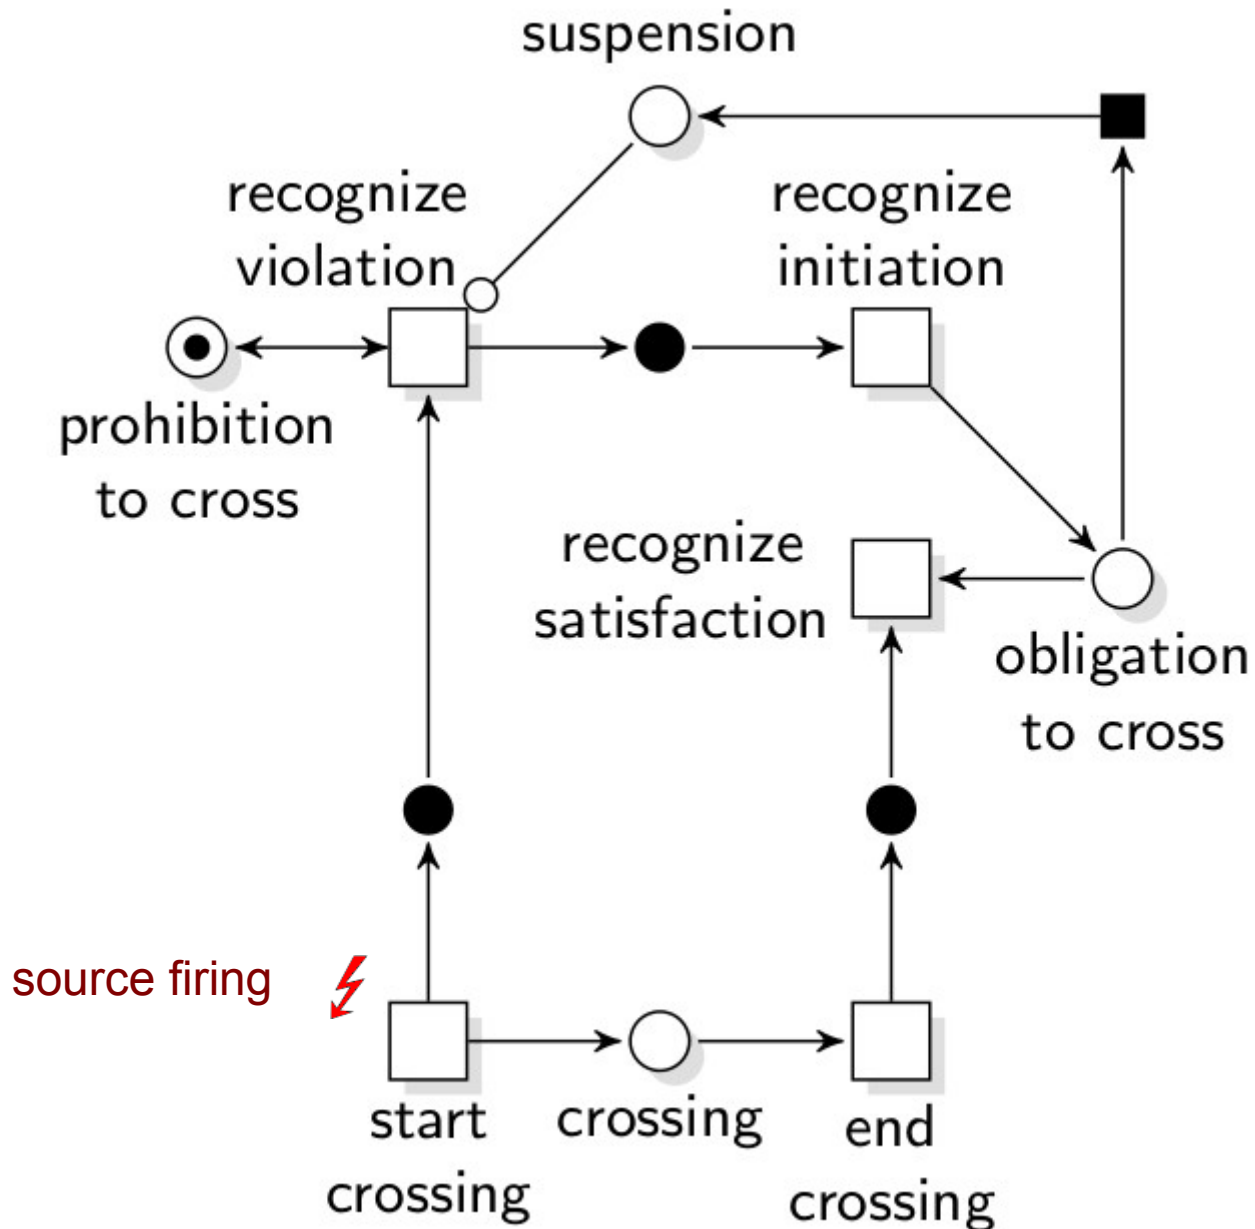 suspension
recognize
violation
recognize
initiation
prohibition
to cross
recognize
satisfaction
obligation
to cross
source firing
start
crossing
crossing
end
crossing